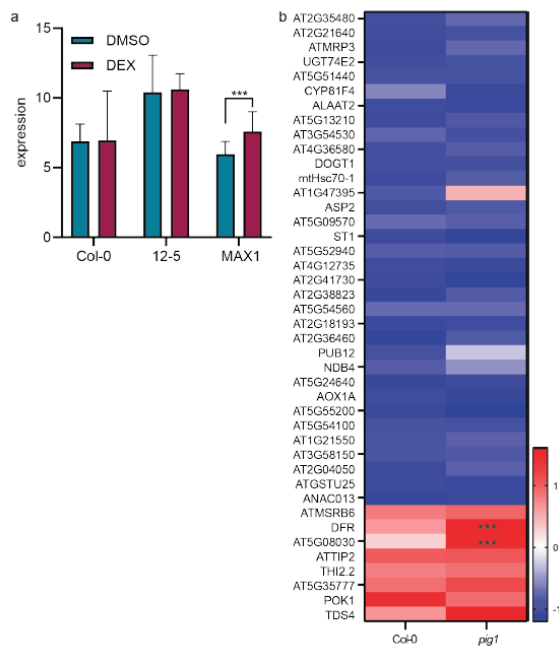 a
DMSO
DEX
expression
15
10
5
0
***
Col-0
12-5
MAX1
b
AT2G35480
AT2G21640
ATMRP3
UGT74E2
AT5G51440
CYP81F4
ALAAT2
AT5G13210
AT3G54530
AT4G36580
DOGT1
mtHsc70-1
AT1G47395
ASP2
AT5G09570
ST1
AT5G52940
AT4G12735
AT2G41730
AT2G38823
AT5G54560
AT2G18193
AT2G36460
PUB12
NDB4
AT5G24640
AOX1A
AT5G55200
AT5G54100
AT1G21550
AT3G58150
AT2G04050
ATGSTU25
ANAC013
ATMSRB6
DFR
***
AT5G08030
***
ATTIP2
THI2.2
AT5G35777
POK1
TDS4
Col-0
pig1
1
0
-1